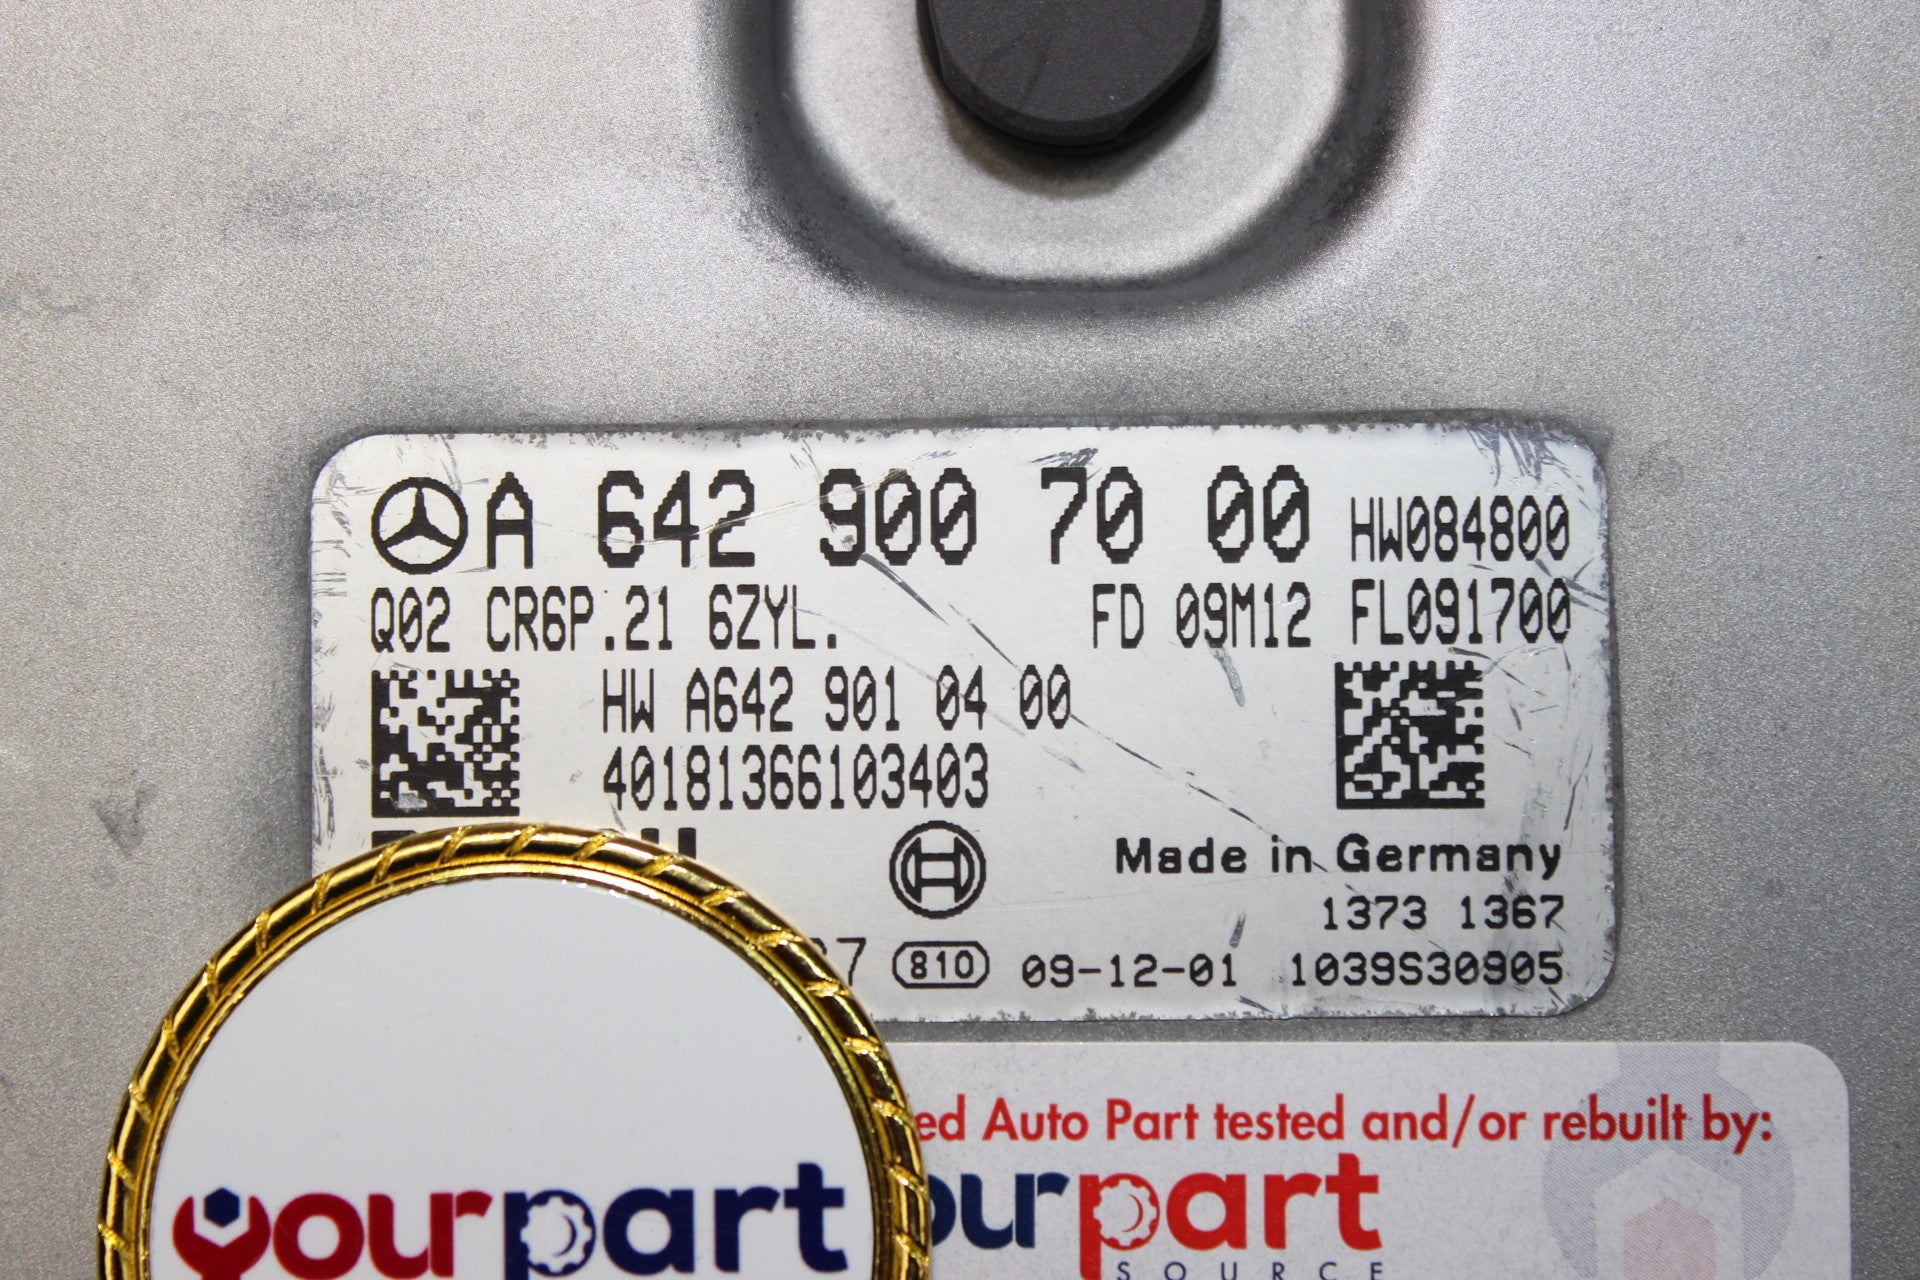 A 642 900 70 00 HW084800
Q02 CR6P.21 6ZYL. FD 09M12 FL091700
HW A642 901 04 00
40181366103403
Made in Germany
1373 1367
7 810 09-12-01 1039S30905
ed Auto Part tested and/or rebuilt by:
yourpart
ourpart
SOURCE